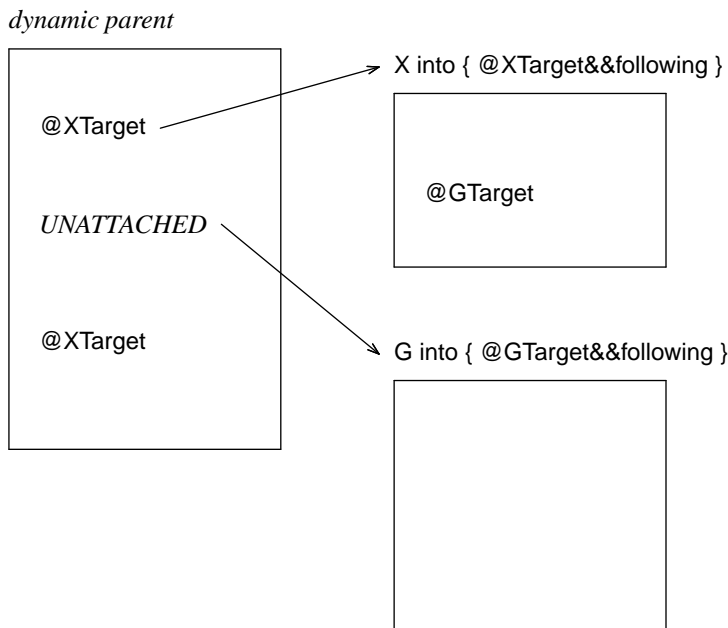 dynamic parent
X into { @XTarget&&following }
@XTarget
@GTarget
UNATTACHED
@XTarget
G into { @GTarget&&following }